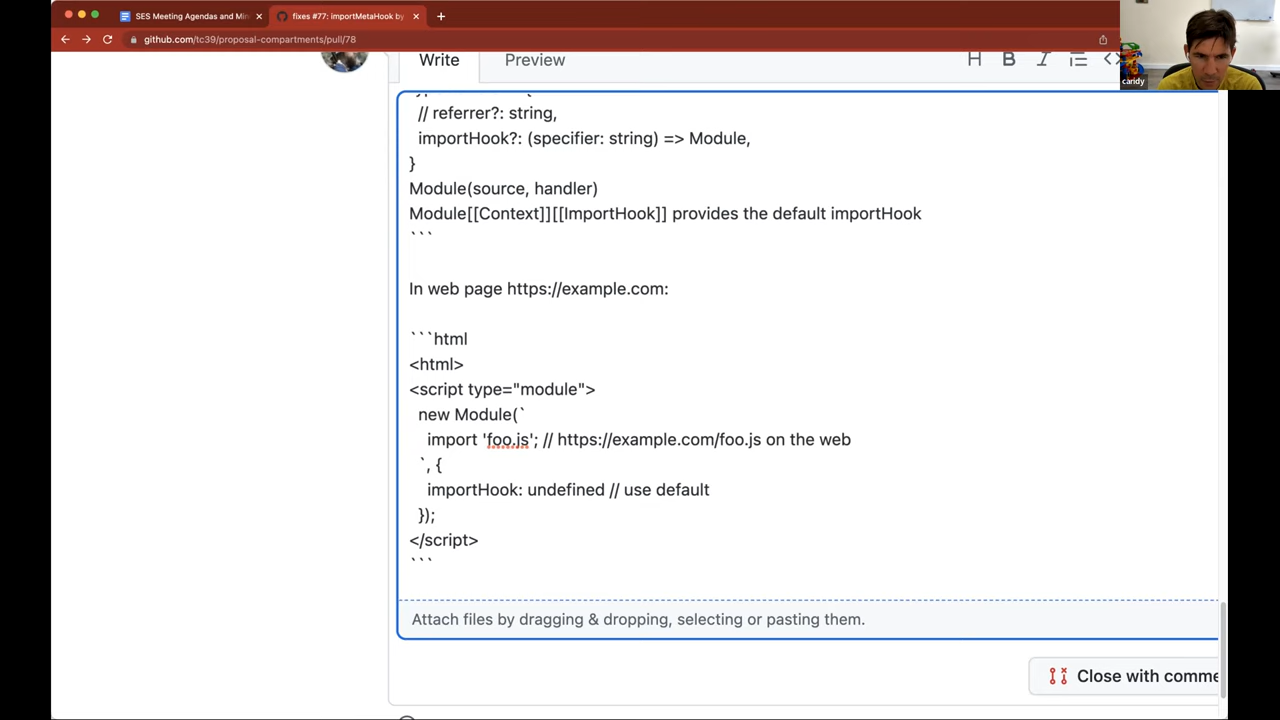 SES Meeting Agendas and Min
fixes #77: importMetaHook by
github.com/tc39/proposal-compartments/pull/78
caridy
Write
Preview
// referrer?: string,
importHook?: (specifier: string) => Module,
}
Module(source, handler)
Module[[Context]][[ImportHook]] provides the default importHook
```
In web page https://example.com:
```html
<html>
<script type="module">
new Module(`
import 'foo.js'; // https://example.com/foo.js on the web
`, {
importHook: undefined // use default
});
</script>
```
Attach files by dragging & dropping, selecting or pasting them.
Close with comme